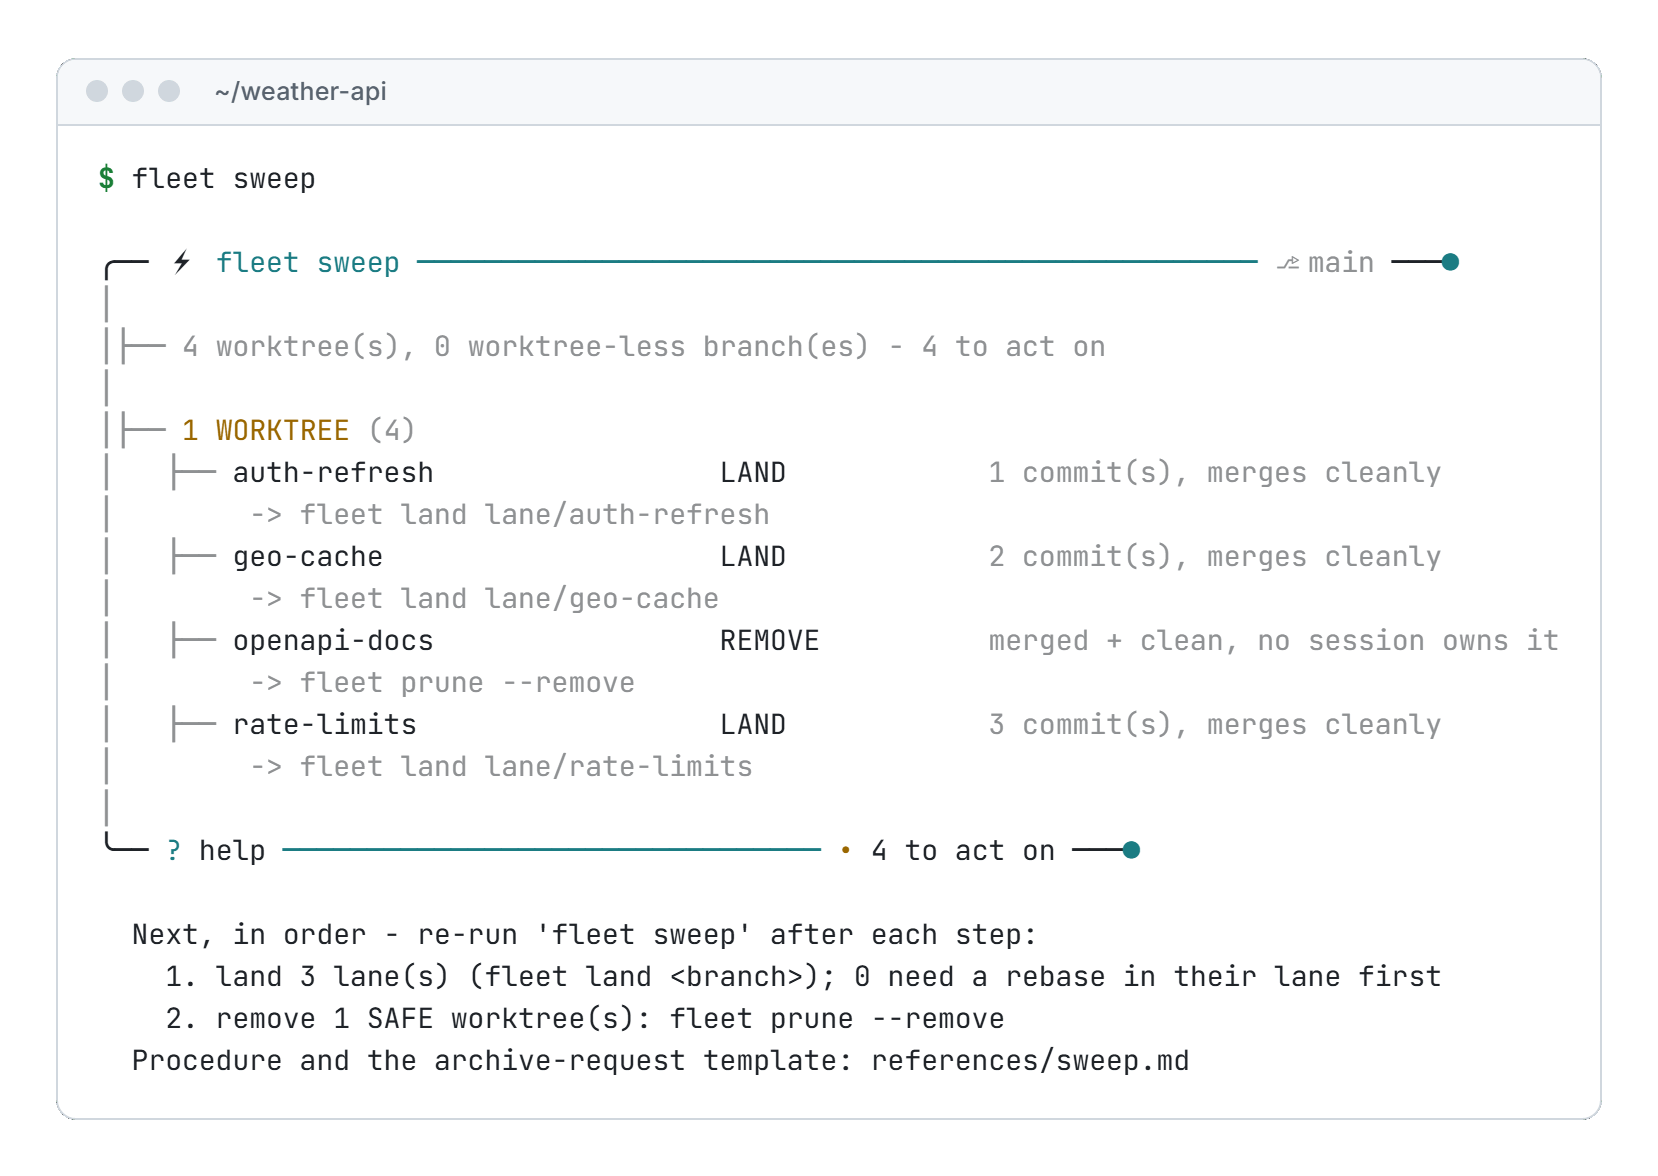 ~/weather-api
$ fleet sweep
⚡ fleet sweep ⎇ main
4 worktree(s), 0 worktree-less branch(es) - 4 to act on
1 WORKTREE (4)
auth-refresh LAND 1 commit(s), merges cleanly
-> fleet land lane/auth-refresh
geo-cache LAND 2 commit(s), merges cleanly
-> fleet land lane/geo-cache
openapi-docs REMOVE merged + clean, no session owns it
-> fleet prune --remove
rate-limits LAND 3 commit(s), merges cleanly
-> fleet land lane/rate-limits
? help • 4 to act on
Next, in order - re-run 'fleet sweep' after each step:
1. land 3 lane(s) (fleet land <branch>); 0 need a rebase in their lane first
2. remove 1 SAFE worktree(s): fleet prune --remove
Procedure and the archive-request template: references/sweep.md